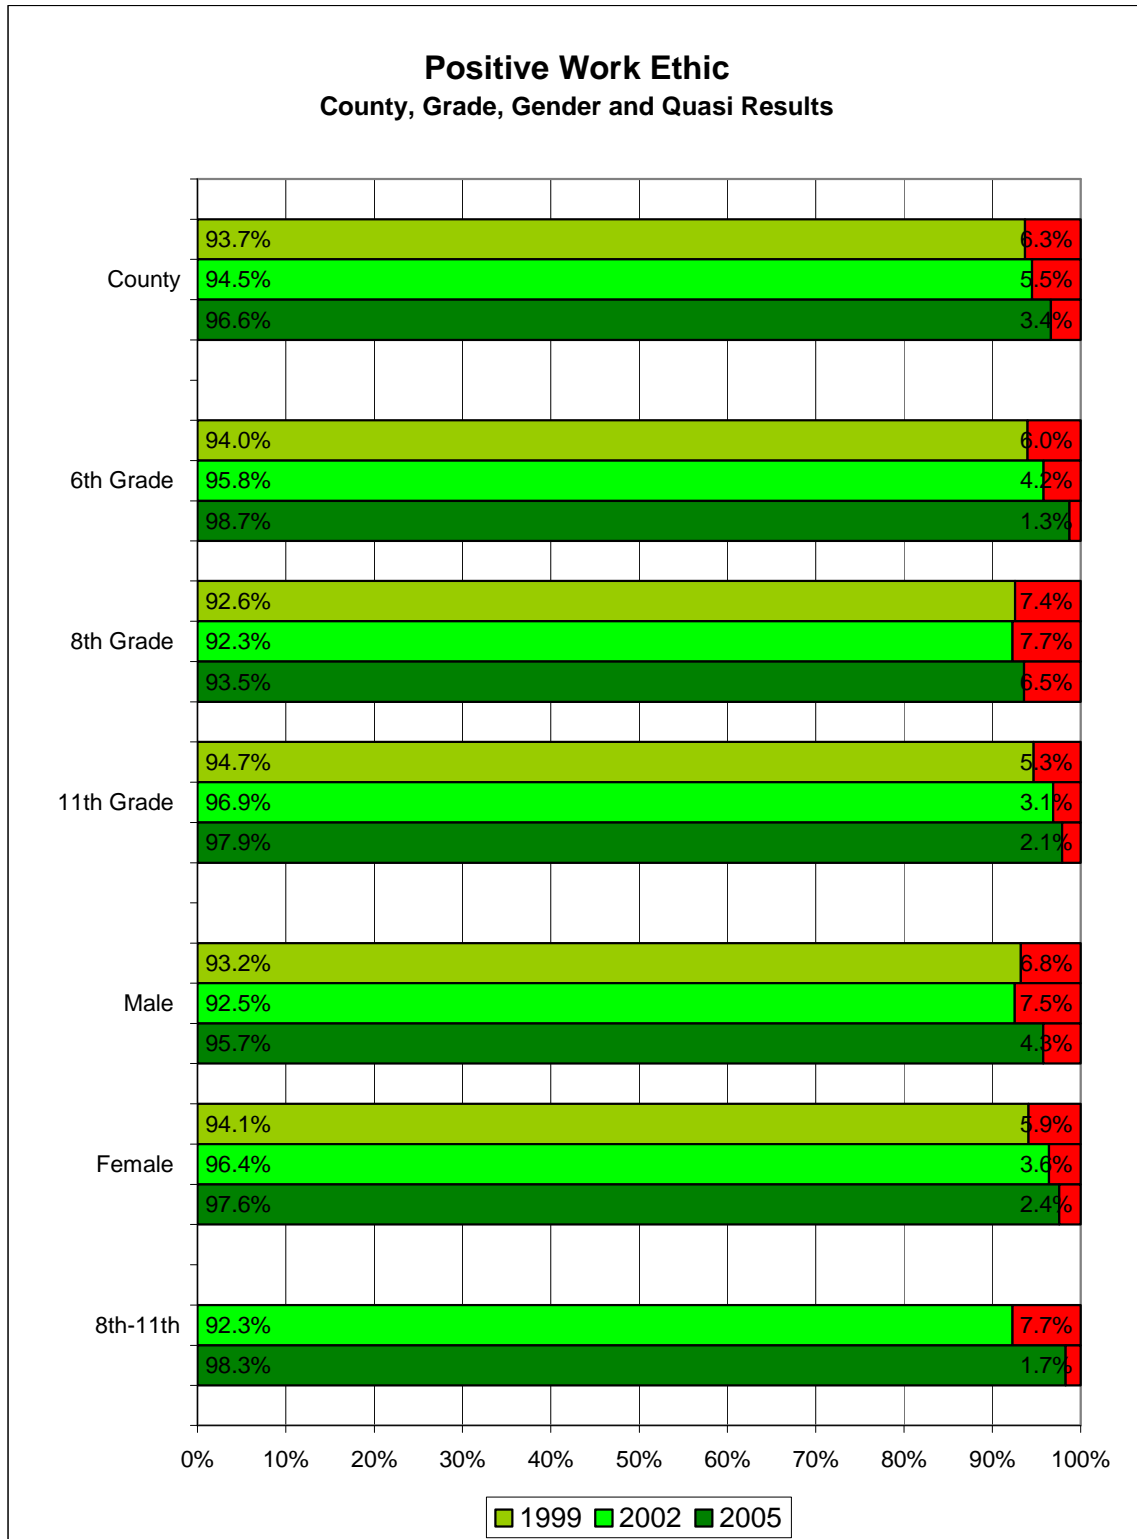 Positive Work Ethic
County, Grade, Gender and Quasi Results
93.7% 6.3%
County 94.5% 5.5%
96.6% 3.4%
94.0% 6.0%
6th Grade 95.8% 4.2%
98.7% 1.3%
92.6% 7.4%
8th Grade 92.3% 7.7%
93.5% 6.5%
94.7% 5.3%
11th Grade 96.9% 3.1%
97.9% 2.1%
93.2% 6.8%
Male 92.5% 7.5%
95.7% 4.3%
94.1% 5.9%
Female 96.4% 3.6%
97.6% 2.4%
8th-11th 92.3% 7.7%
98.3% 1.7%
0% 10% 20% 30% 40% 50% 60% 70% 80% 90% 100%
1999 2002 2005